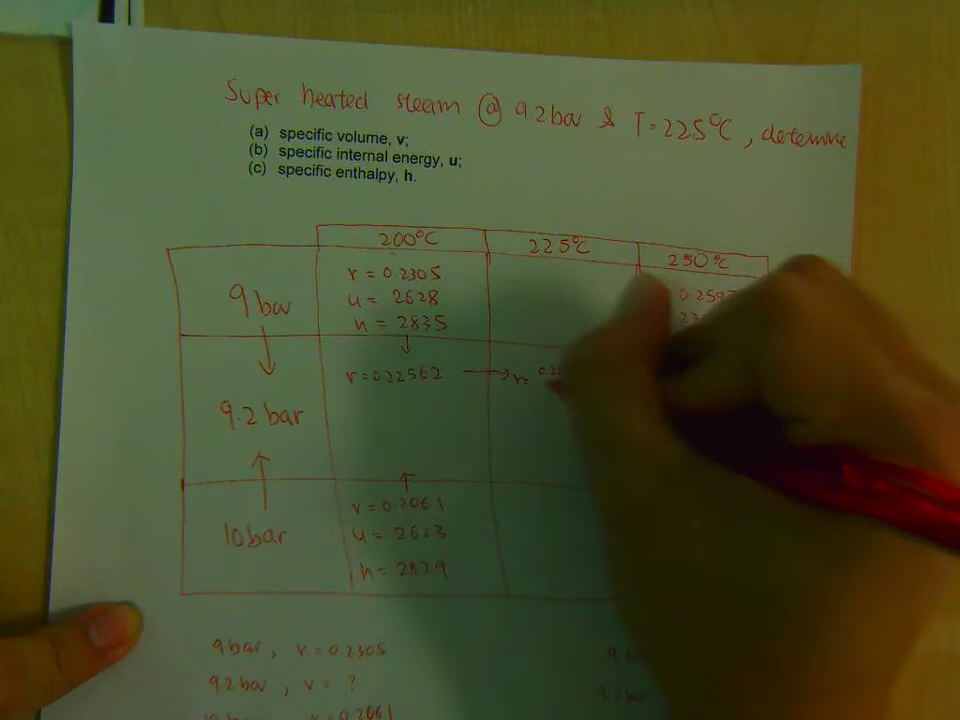 Super heated steam @ 9.2bar & T=225°C, determine
(a) specific volume, v;
(b) specific internal energy, u;
(c) specific enthalpy, h.
200°C 225°C 250°C
9 bar
v = 0.2305
u = 2628
h = 2835
9.2 bar
v=0.22562 → v=
10bar
v=0.2061
u = 2623
h = 2829
9bar, v=0.2305
9.2bar, v= ?
v=0.2061